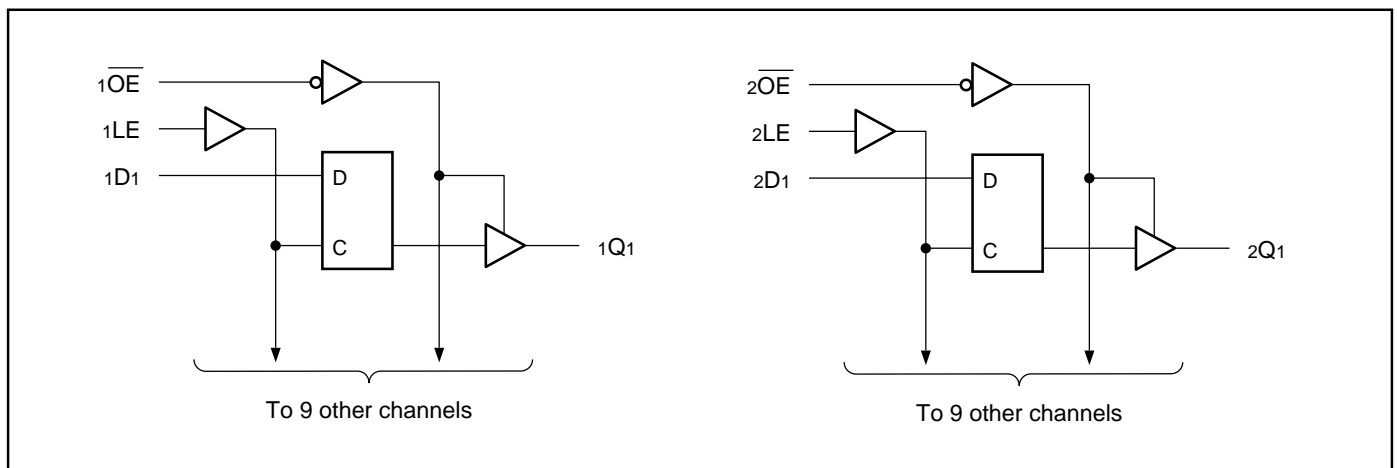 1OE
1LE
1D1
D
C
1Q1
To 9 other channels
2OE
2LE
2D1
D
C
2Q1
To 9 other channels